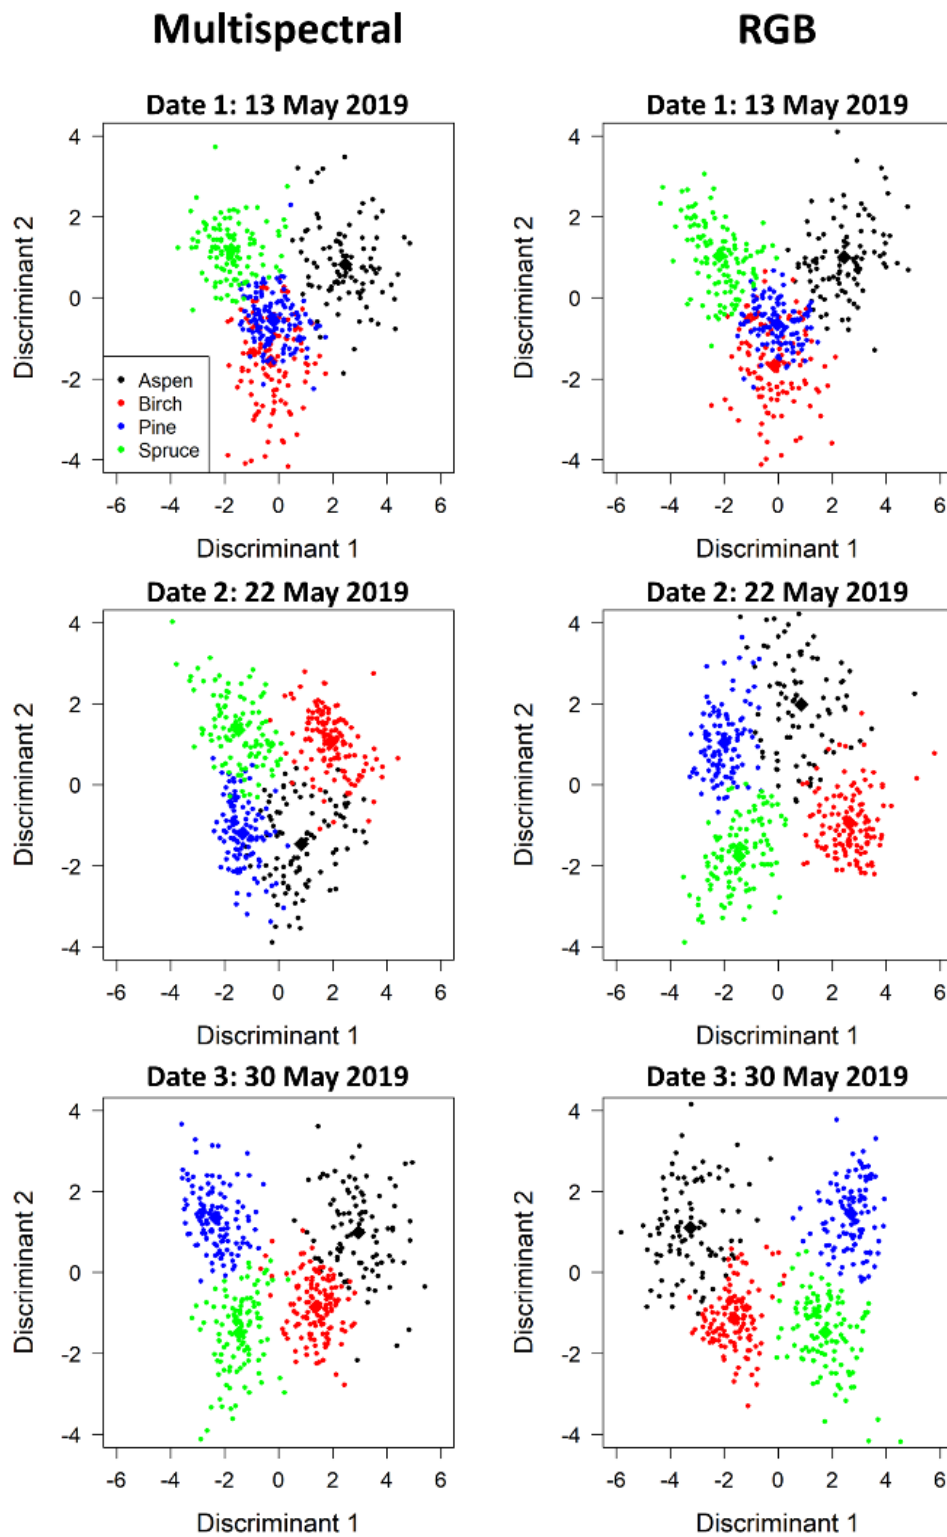 Multispectral RGB
Date 1: 13 May 2019 Date 1: 13 May 2019
4 4
2 2
0 0
-2 -2
-4 -4
Discriminant 2 Discriminant 2
Aspen
Birch
Pine
Spruce
-6 -4 -2 0 2 4 6 -6 -4 -2 0 2 4 6
Discriminant 1 Discriminant 1
Date 2: 22 May 2019 Date 2: 22 May 2019
4 4
2 2
0 0
-2 -2
-4 -4
Discriminant 2 Discriminant 2
-6 -4 -2 0 2 4 6 -6 -4 -2 0 2 4 6
Discriminant 1 Discriminant 1
Date 3: 30 May 2019 Date 3: 30 May 2019
4 4
2 2
0 0
-2 -2
-4 -4
Discriminant 2 Discriminant 2
-6 -4 -2 0 2 4 6 -6 -4 -2 0 2 4 6
Discriminant 1 Discriminant 1